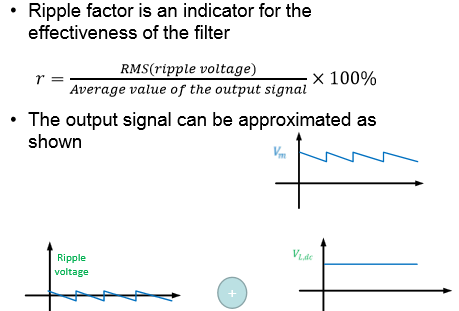 • Ripple factor is an indicator for the
effectiveness of the filter
r = RMS(ripple voltage) / Average value of the output signal × 100%
• The output signal can be approximated as
shown
Vm
Ripple
voltage
+
VL,dc